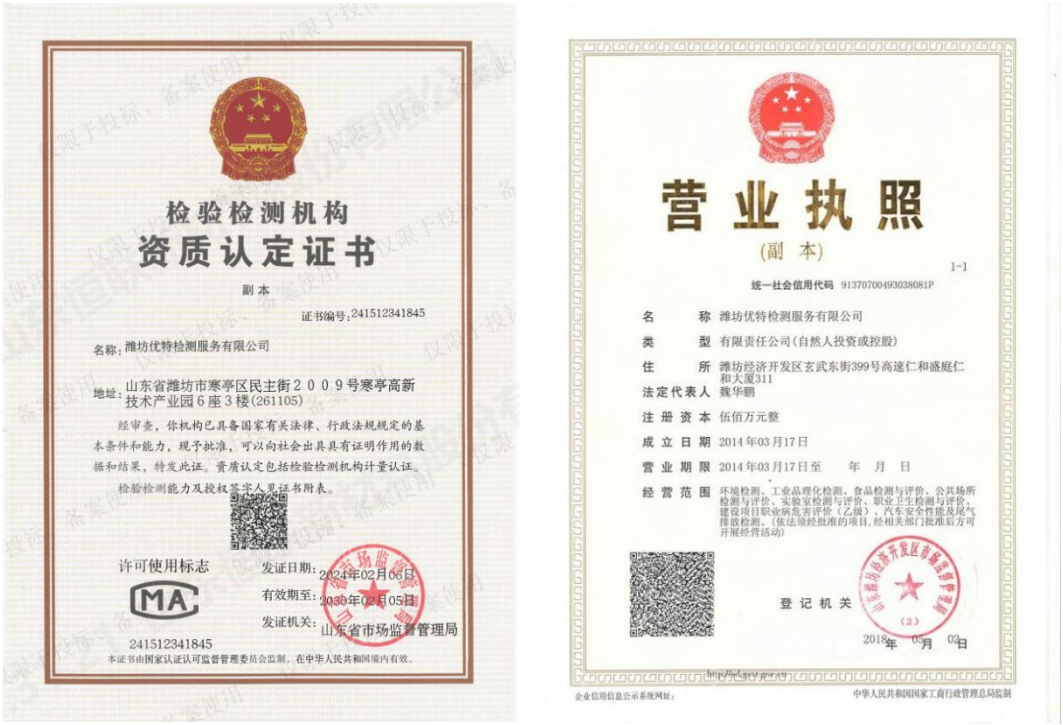 检验检测机构
资质认定证书
副本
证书编号:241512341845
名称:潍坊优特检测服务有限公司
地址:山东省潍坊市寒亭区民主街2009号寒亭高新
技术产业园6座3楼(261105)
经审查,你机构已具备国家有关法律、行政法规规定的基
本条件和能力,现予批准,可以向社会出具具有证明作用的数
据和结果,特发此证。资质认定包括检验检测机构计量认证。
检验检测能力及授权签字人见证书附表。
许可使用标志
MA
241512341845
发证日期:2024年02月06日
有效期至:2030年02月05日
发证机关:山东省市场监督管理局
本证书由国家认证认可监督管理委员会监制,在中华人民共和国境内有效。
营业执照
(副 本)
1-1
统一社会信用代码 91370700493038081P
名 称 潍坊优特检测服务有限公司
类 型 有限责任公司(自然人投资或控股)
住 所 潍坊经济开发区玄武东街399号高速仁和盛庭仁
和大厦311
法定代表人 魏华鹏
注册资本 伍佰万元整
成立日期 2014年03月17日
营业期限 2014年03月17日至 年 月 日
经营范围 环境检测、工业品理化检测、食品检测与评价、公共场所
检测与评价、实验室检测与评价、职业卫生检测与评价、
建设项目职业病危害评价(乙级)、汽车安全性能及尾气
排放检测。(依法须经批准的项目,经相关部门批准后方可
开展经营活动)
登记机关
潍坊经济开发区市场监督管理局
(2)
2018年 05月 02日
企业信用信息公示系统网址:
中华人民共和国国家工商行政管理总局监制